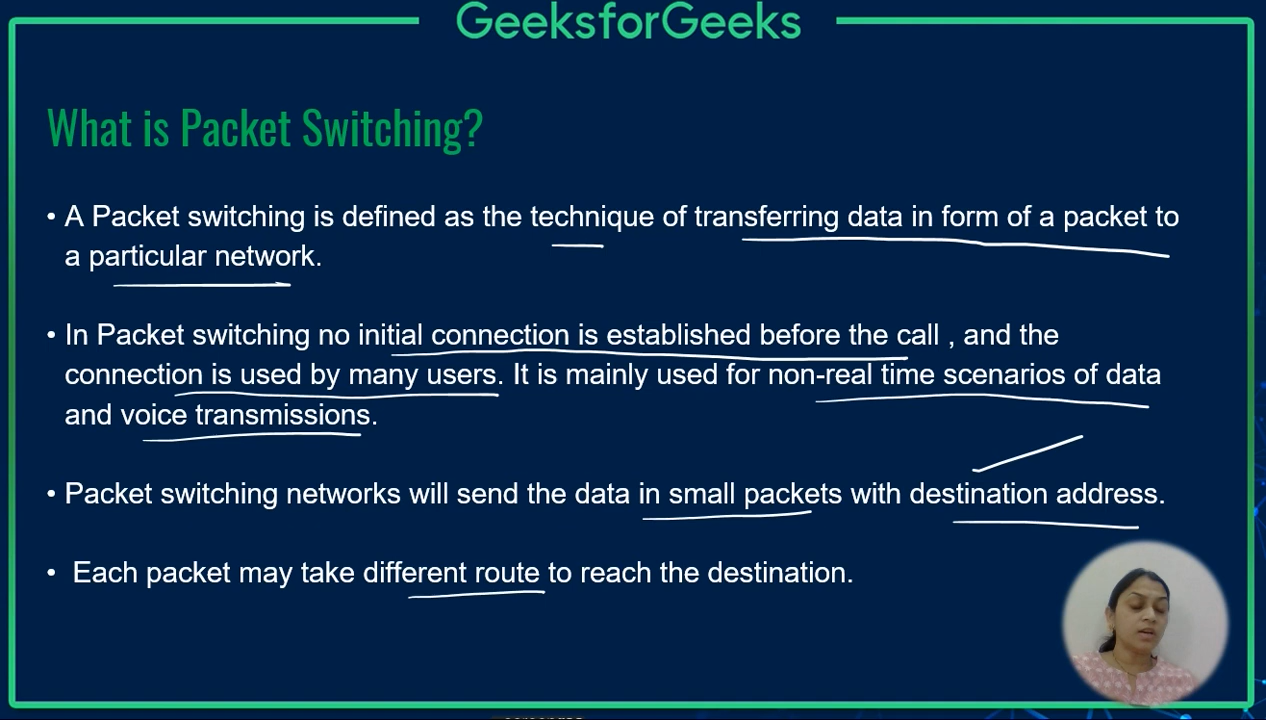 GeeksforGeeks
What is Packet Switching?
• A Packet switching is defined as the technique of transferring data in form of a packet to
a particular network.
• In Packet switching no initial connection is established before the call , and the
connection is used by many users. It is mainly used for non-real time scenarios of data
and voice transmissions.
• Packet switching networks will send the data in small packets with destination address.
• Each packet may take different route to reach the destination.